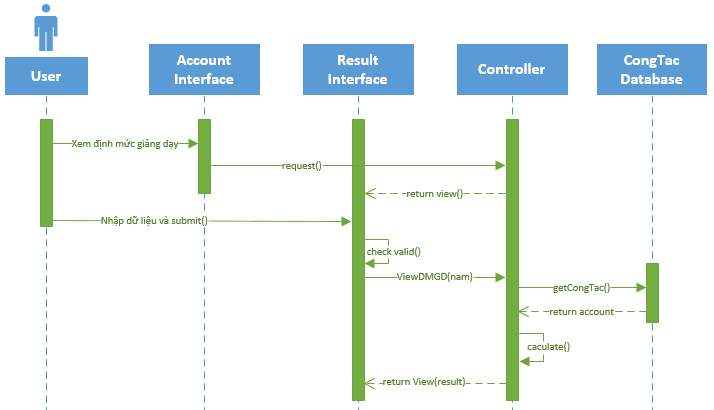 User
Account
Interface
Result
Interface
Controller
CongTac
Database
Xem định mức giảng dạy
request()
return view()
Nhập dữ liệu và submit()
check valid()
ViewDMGD(nam)
getCongTac()
return account
caculate()
return View(result)